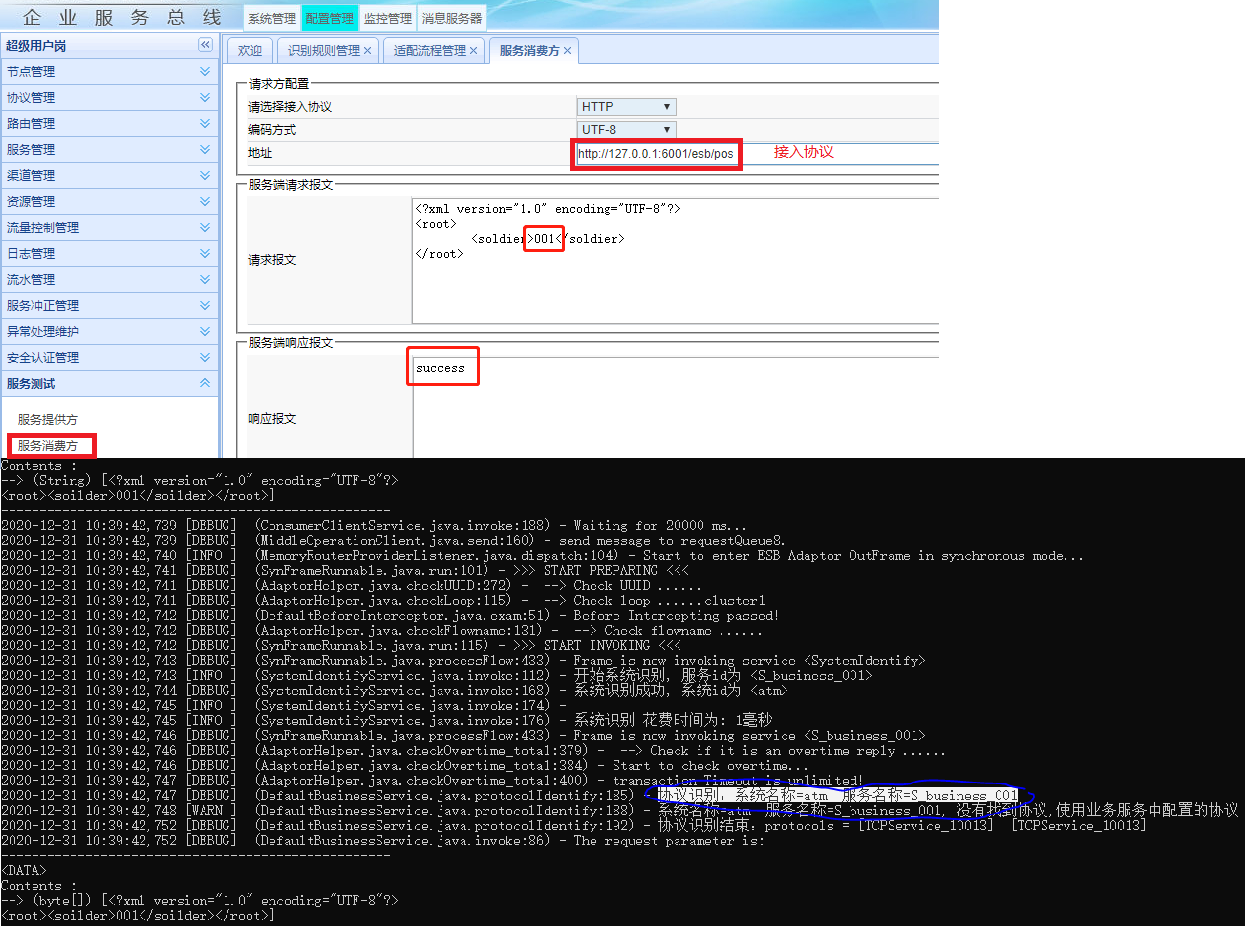 企业服务总线 系统管理 配置管理 监控管理 消息服务器
超级用户岗
节点管理
协议管理
路由管理
服务管理
渠道管理
资源管理
流量控制管理
日志管理
流水管理
服务冲正管理
异常处理维护
安全认证管理
服务测试
服务提供方
服务消费方
欢迎 识别规则管理 × 适配流程管理 × 服务消费方 ×
请求方配置
请选择接入协议 HTTP
编码方式 UTF-8
地址 http://127.0.0.1:6001/esb/pos 接入协议
服务端请求报文
请求报文
<?xml version="1.0" encoding="UTF-8"?>
<root>
<soldier>001</soldier>
</root>
服务端响应报文
success
响应报文
Contents :
--> (String) [<?xml version="1.0" encoding="UTF-8"?>
<root><soilder>001</soilder></root>]
--------------------------------------------------
2020-12-31 10:39:42,739 [DEBUG] (ConsumerClientService.java.invoke:188) - Waiting for 20000 ms...
2020-12-31 10:39:42,739 [DEBUG] (MiddleOperationClient.java.send:160) - send message to requestQueue8.
2020-12-31 10:39:42,740 [INFO ] (MemoryRouterProviderListener.java.dispatch:104) - Start to enter ESB Adaptor OutFrame in synchronous mode...
2020-12-31 10:39:42,741 [DEBUG] (SynFrameRunnable.java.run:101) - >>> START PREPARING <<<
2020-12-31 10:39:42,741 [DEBUG] (AdaptorHelper.java.checkUUID:272) - --> Check UUID ......
2020-12-31 10:39:42,741 [DEBUG] (AdaptorHelper.java.checkLoop:115) - --> Check loop ......cluster1
2020-12-31 10:39:42,742 [DEBUG] (DefaultBeforeInterceptor.java.exam:51) - Before Intercepting passed!
2020-12-31 10:39:42,742 [DEBUG] (AdaptorHelper.java.checkFlowname:131) - --> Check flowname ......
2020-12-31 10:39:42,742 [DEBUG] (SynFrameRunnable.java.run:115) - >>> START INVOKING <<<
2020-12-31 10:39:42,743 [DEBUG] (SynFrameRunnable.java.processFlow:433) - Frame is now invoking service <SystemIdentify>
2020-12-31 10:39:42,743 [INFO ] (SystemIdentifyService.java.invoke:112) - 开始系统识别, 服务id为 <S_business_001>
2020-12-31 10:39:42,744 [DEBUG] (SystemIdentifyService.java.invoke:168) - 系统识别成功, 系统id为 <atm>
2020-12-31 10:39:42,745 [INFO ] (SystemIdentifyService.java.invoke:174) -
2020-12-31 10:39:42,745 [INFO ] (SystemIdentifyService.java.invoke:176) - 系统识别 花费时间为: 1毫秒
2020-12-31 10:39:42,746 [DEBUG] (SynFrameRunnable.java.processFlow:433) - Frame is now invoking service <S_business_001>
2020-12-31 10:39:42,746 [DEBUG] (AdaptorHelper.java.checkOvertime_total:379) - --> Check if it is an overtime reply ......
2020-12-31 10:39:42,746 [DEBUG] (AdaptorHelper.java.checkOvertime_total:384) - Start to check overtime...
2020-12-31 10:39:42,747 [DEBUG] (AdaptorHelper.java.checkOvertime_total:400) - transaction Timeout is unlimited!
2020-12-31 10:39:42,747 [DEBUG] (DefaultBusinessService.java.protocolIdentify:185) - 协议识别, 系统名称=atm 服务名称=S_business_001
2020-12-31 10:39:42,748 [WARN ] (DefaultBusinessService.java.protocolIdentify:188) - 系统名称=atm 服务名称=S_business_001 没有找到协议,使用业务服务中配置的协议
2020-12-31 10:39:42,752 [DEBUG] (DefaultBusinessService.java.protocolIdentify:192) - 协议识别结束, protocols = [TCPService_10013] [TCPService_10013]
2020-12-31 10:39:42,752 [DEBUG] (DefaultBusinessService.java.invoke:86) - The request parameter is:
--------------------------------------------------
<DATA>
Contents :
--> (byte[]) [<?xml version="1.0" encoding="UTF-8"?>
<root><soilder>001</soilder></root>]